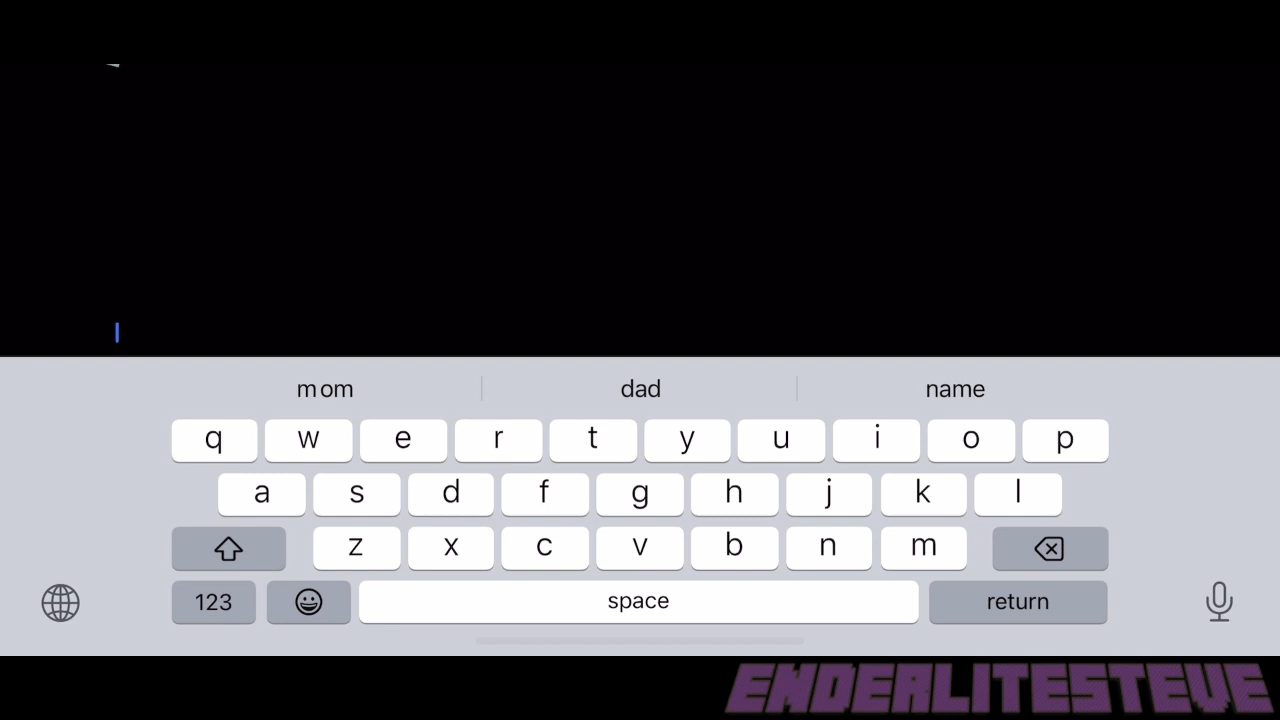 mom dad name
q w e r t y u i o p
a s d f g h j k l
z x c v b n m
123 space return
ENDERLITESTEVE